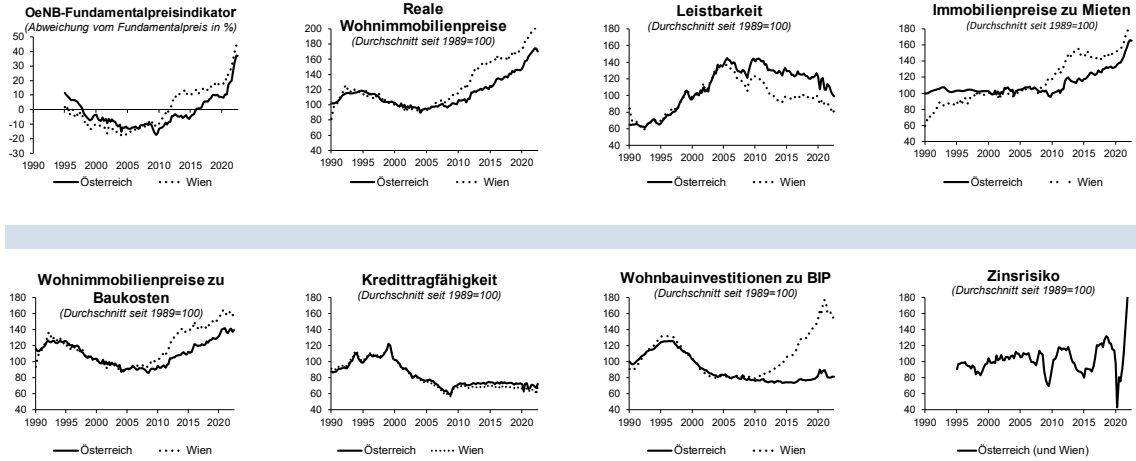 OeNB-Fundamentalpreisindikator
(Abweichung vom Fundamentalpreis in %)
50
40
30
20
10
0
-10
-20
-30
1990 1995 2000 2005 2010 2015 2020
Österreich Wien
Reale
Wohnimmobilienpreise
(Durchschnitt seit 1989=100)
200
180
160
140
120
100
80
60
1990 1995 2000 2005 2010 2015 2020
Österreich Wien
Leistbarkeit
(Durchschnitt seit 1989=100)
180
160
140
120
100
80
60
40
1990 1995 2000 2005 2010 2015 2020
Österreich Wien
Immobilienpreise zu Mieten
(Durchschnitt seit 1989=100)
180
160
140
120
100
80
60
40
1990 1995 2000 2005 2010 2015 2020
Österreich Wien
Wohnimmobilienpreise zu
Baukosten
(Durchschnitt seit 1989=100)
180
160
140
120
100
80
60
40
1990 1995 2000 2005 2010 2015 2020
Österreich Wien
Kredittragfähigkeit
(Durchschnitt seit 1989=100)
180
160
140
120
100
80
60
40
1990 1995 2000 2005 2010 2015 2020
Österreich Wien
Wohnbauinvestitionen zu BIP
(Durchschnitt seit 1989=100)
180
160
140
120
100
80
60
40
1990 1995 2000 2005 2010 2015 2020
Österreich Wien
Zinsrisiko
(Durchschnitt seit 1989=100)
180
160
140
120
100
80
60
40
1990 1995 2000 2005 2010 2015 2020
Österreich (und Wien)